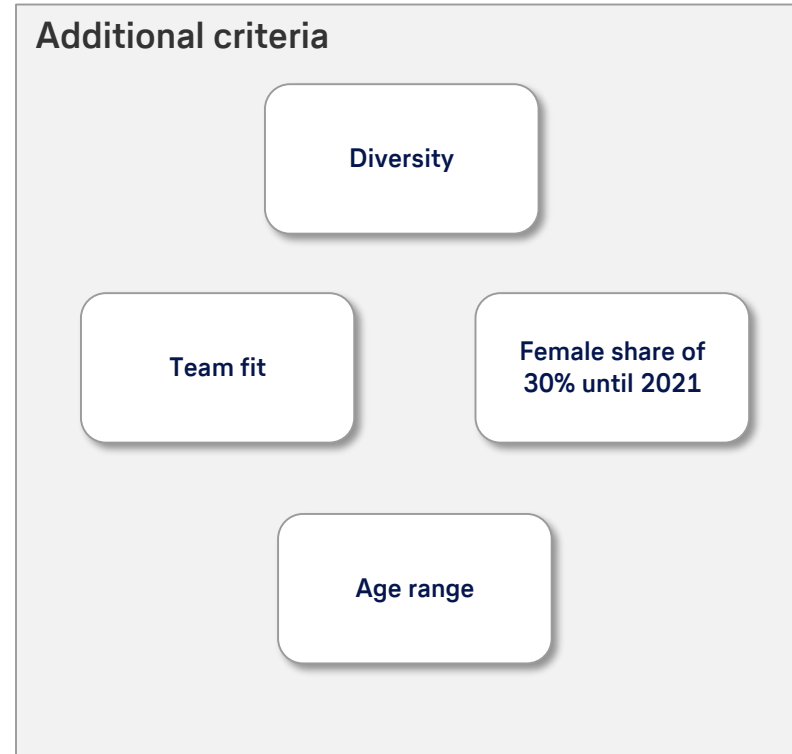 Additional criteria
Diversity
Team fit
Female share of
30% until 2021
Age range